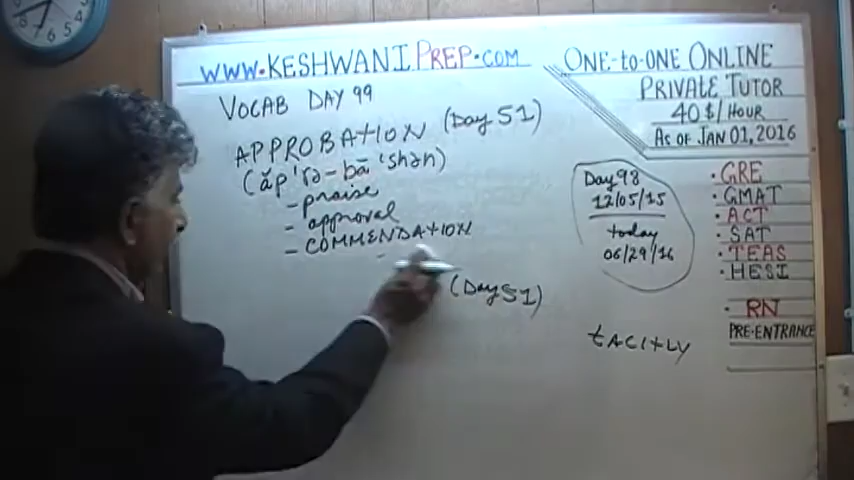 WWW.KESHWANIPREP.COM
VOCAB DAY 99
APPROBATION (Day 51)
(ăp'rə-bā'shən)
- praise
- approval
- COMMENDATION
(Day 51)
ONE-to-ONE ONLINE
PRIVATE TUTOR
40$/HOUR
AS OF JAN 01, 2016
Day 98
12/05/15
today
06/29/16
tACITLY
• GRE
• GMAT
• ACT
• SAT
• TEAS
• HESI
• RN
PRE-ENTRANCE